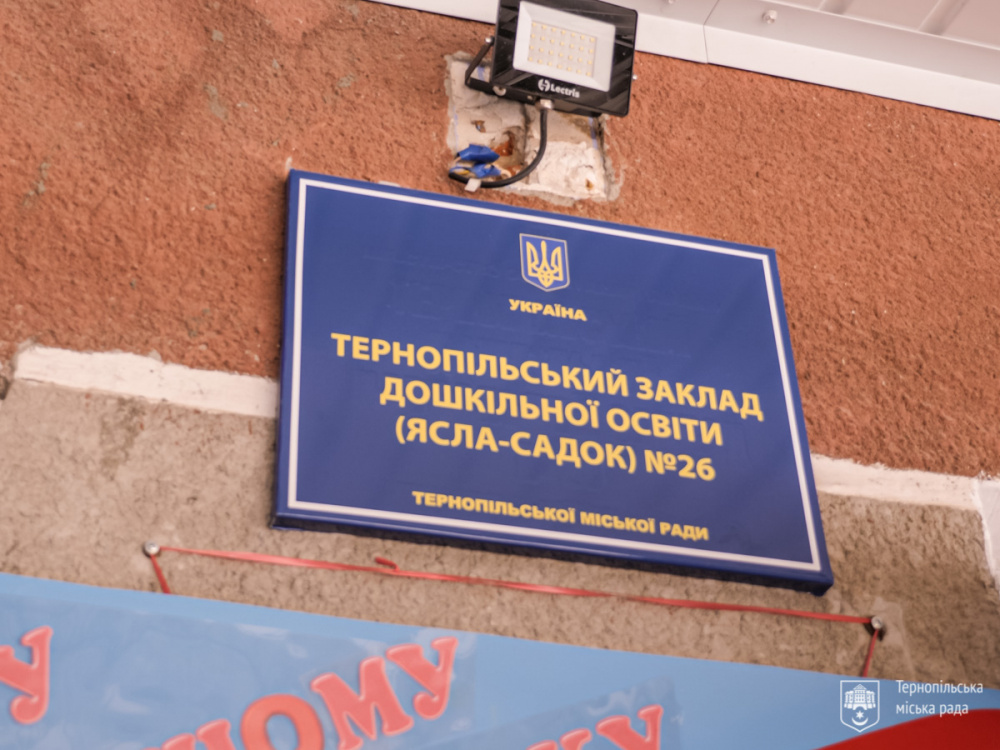 Lectris
УКРАЇНА
ТЕРНОПІЛЬСЬКИЙ ЗАКЛАД
ДОШКІЛЬНОЇ ОСВІТИ
(ЯСЛА-САДОК) №26
ТЕРНОПІЛЬСЬКОЇ МІСЬКОЇ РАДИ
Тернопільська
міська рада